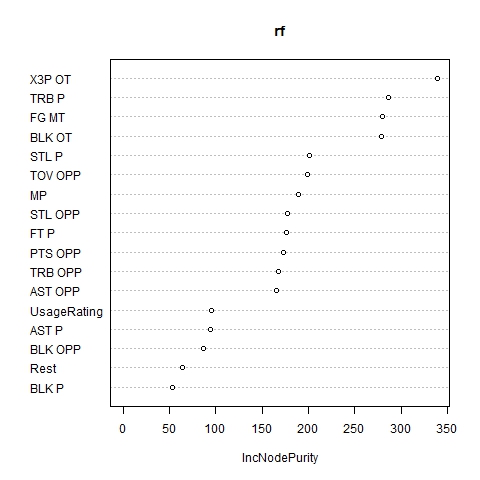 rf
X3P OT
TRB P
FG MT
BLK OT
STL P
TOV OPP
MP
STL OPP
FT P
PTS OPP
TRB OPP
AST OPP
UsageRating
AST P
BLK OPP
Rest
BLK P
0 50 100 150 200 250 300 350
IncNodePurity